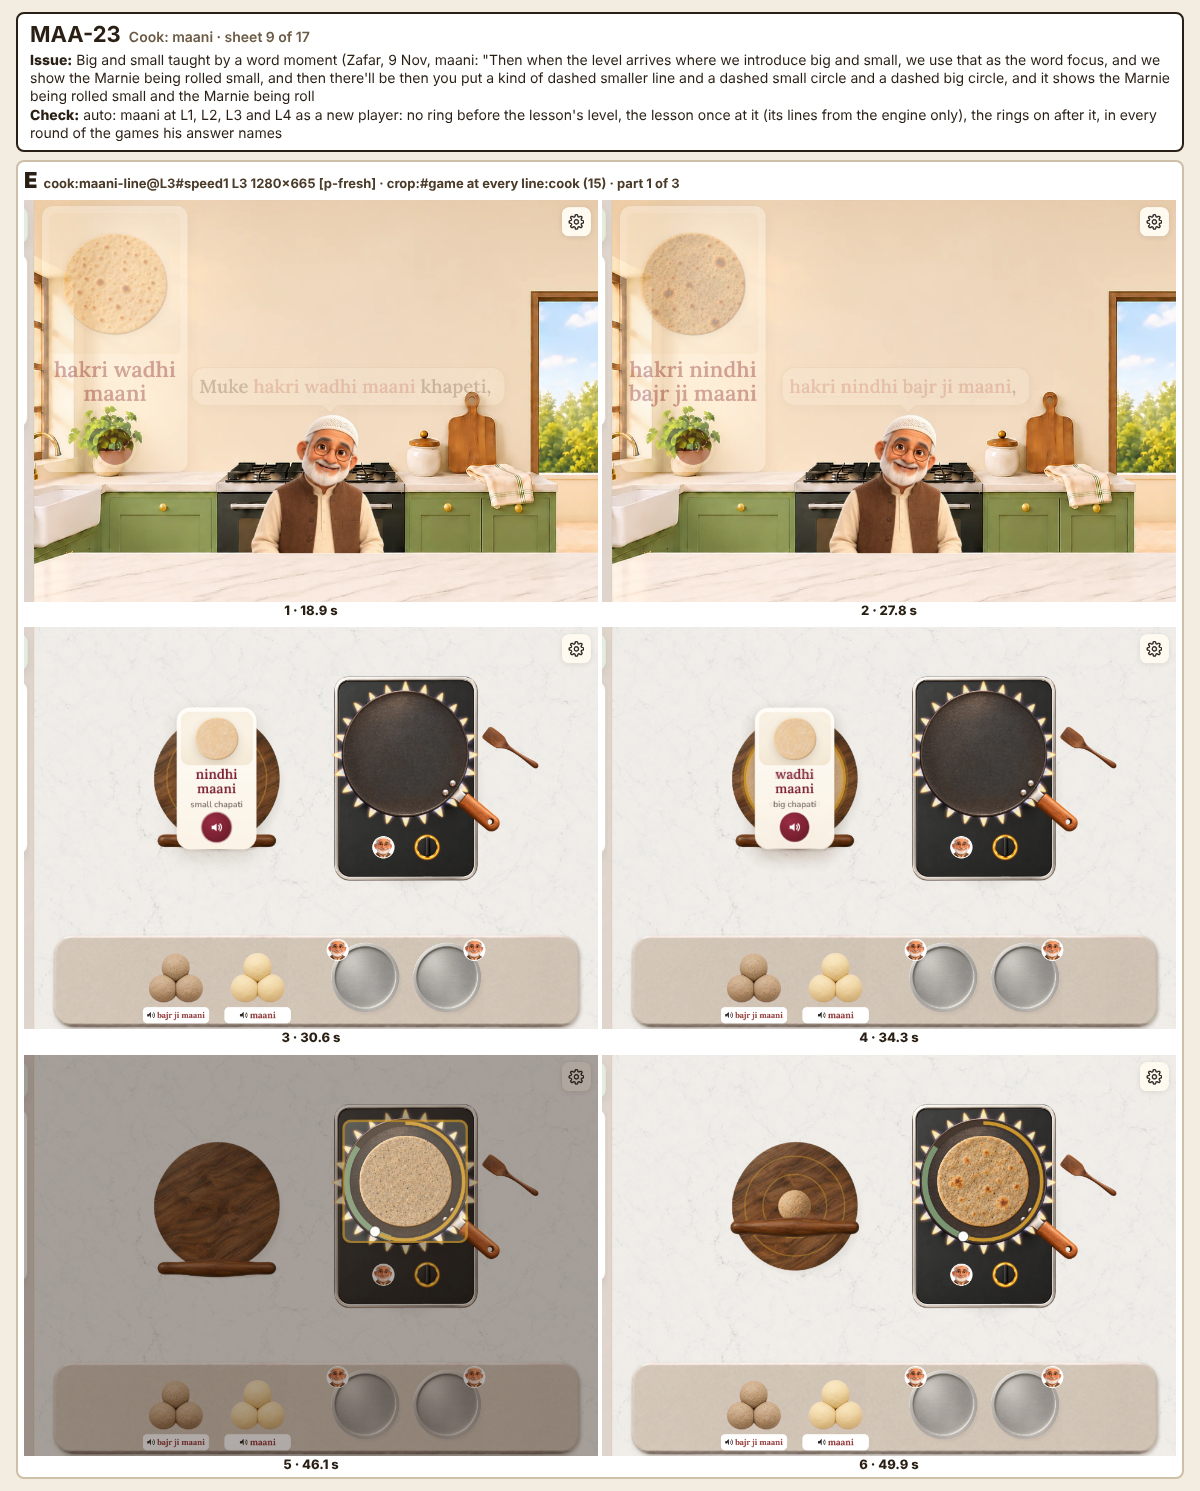 MAA-23 Cook: maani · sheet 9 of 17
Issue: Big and small taught by a word moment (Zafar, 9 Nov, maani: "Then when the level arrives where we introduce big and small, we use that as the word focus, and we
show the Marnie being rolled small, and then there'll be then you put a kind of dashed smaller line and a dashed small circle and a dashed big circle, and it shows the Marnie
being rolled small and the Marnie being roll
Check: auto: maani at L1, L2, L3 and L4 as a new player: no ring before the lesson's level, the lesson once at it (its lines from the engine only), the rings on after it, in every
round of the games his answer names
E cook:maani-line@L3#speed1 L3 1280×665 [p-fresh] · crop:#game at every line:cook (15) · part 1 of 3
hakri wadhi
maani
Muke hakri wadhi maani khapeti,
1 · 18.9 s
hakri nindhi
bajr ji maani
hakri nindhi bajr ji maani,
2 · 27.8 s
nindhi
maani
small chapati
bajr ji maani
maani
3 · 30.6 s
wadhi
maani
big chapati
bajr ji maani
maani
4 · 34.3 s
bajr ji maani
maani
5 · 46.1 s
bajr ji maani
maani
6 · 49.9 s